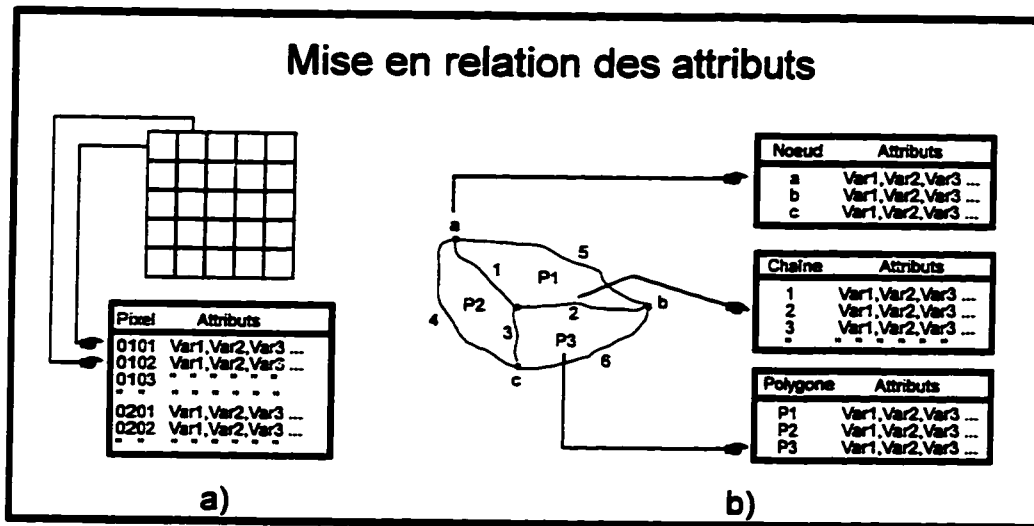 Mise en relation des attributs
Pixel Attributs
0101 Var1,Var2,Var3 ...
0102 Var1,Var2,Var3 ...
0103 " " " " " "
" " " " " " " "
0201 Var1,Var2,Var3 ...
0202 Var1,Var2,Var3 ...
" " " " " " " "
a)
a
5
1
P1
P2
b
2
4
3
P3
6
c
Noeud Attributs
a Var1,Var2,Var3 ...
b Var1,Var2,Var3 ...
c Var1,Var2,Var3 ...
Chaîne Attributs
1 Var1,Var2,Var3 ...
2 Var1,Var2,Var3 ...
3 Var1,Var2,Var3 ...
" " " " " " "
Polygone Attributs
P1 Var1,Var2,Var3 ...
P2 Var1,Var2,Var3 ...
P3 Var1,Var2,Var3 ...
b)